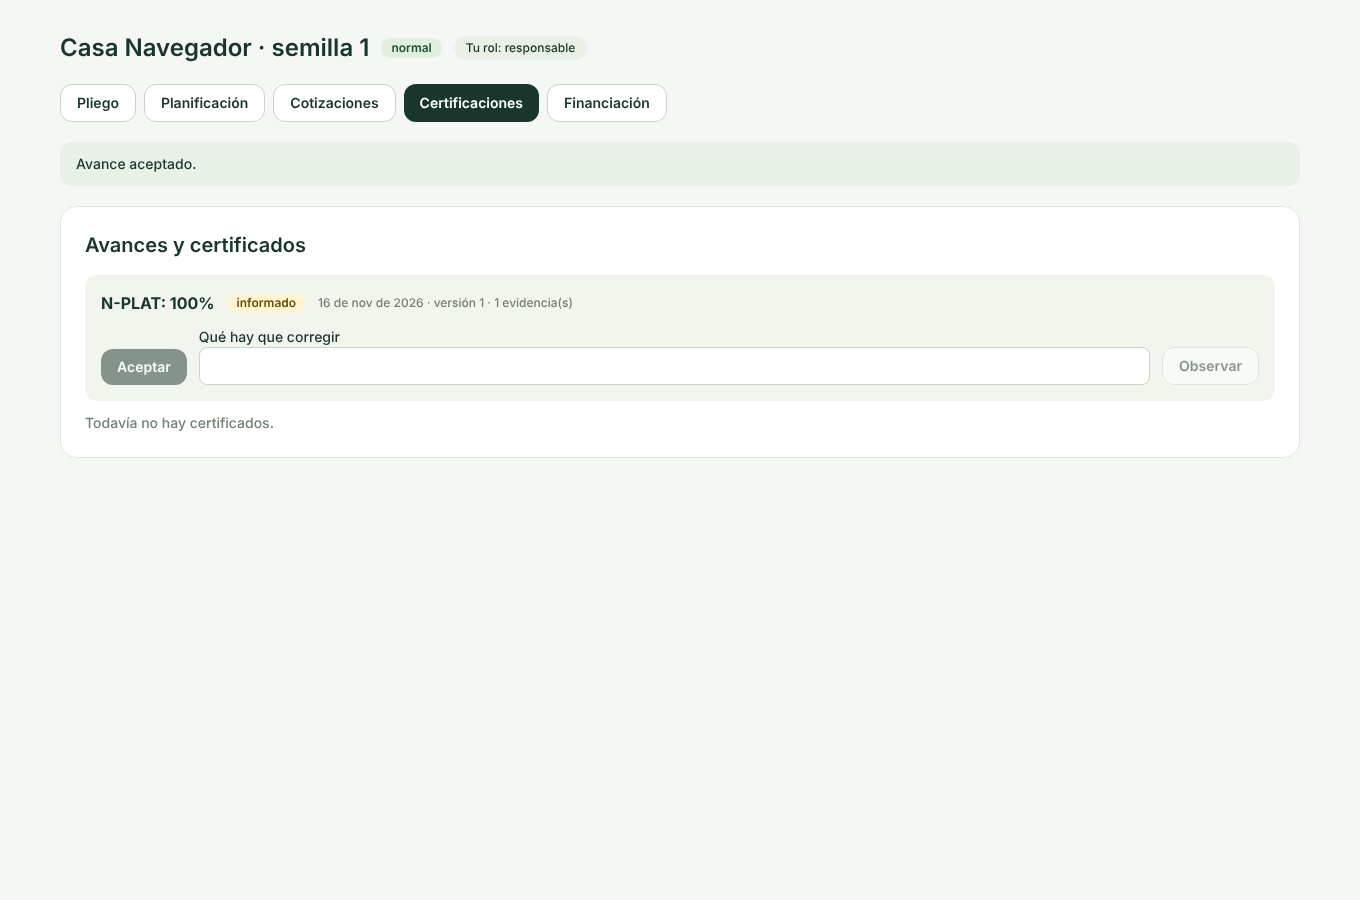 Casa Navegador · semilla 1 normal Tu rol: responsable
Pliego Planificación Cotizaciones Certificaciones Financiación
Avance aceptado.
Avances y certificados
N-PLAT: 100% informado 16 de nov de 2026 · versión 1 · 1 evidencia(s)
Qué hay que corregir
Aceptar Observar
Todavía no hay certificados.